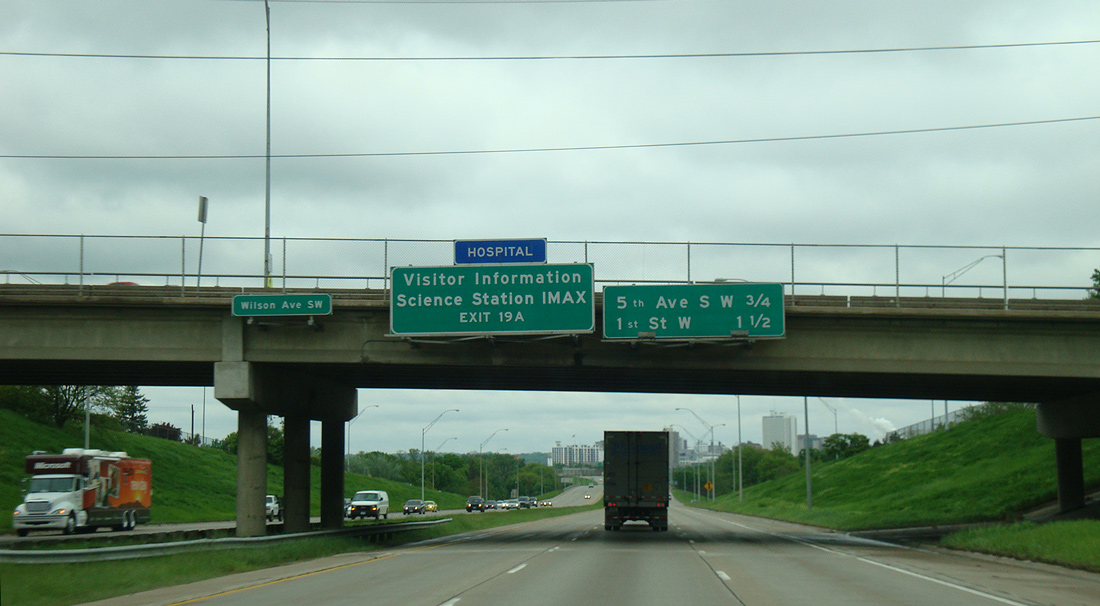 HOSPITAL
Wilson Ave SW
Visitor Information
Science Station IMAX
EXIT 19A
5th Ave S W 3/4
1st St W 1 1/2
Microsoft